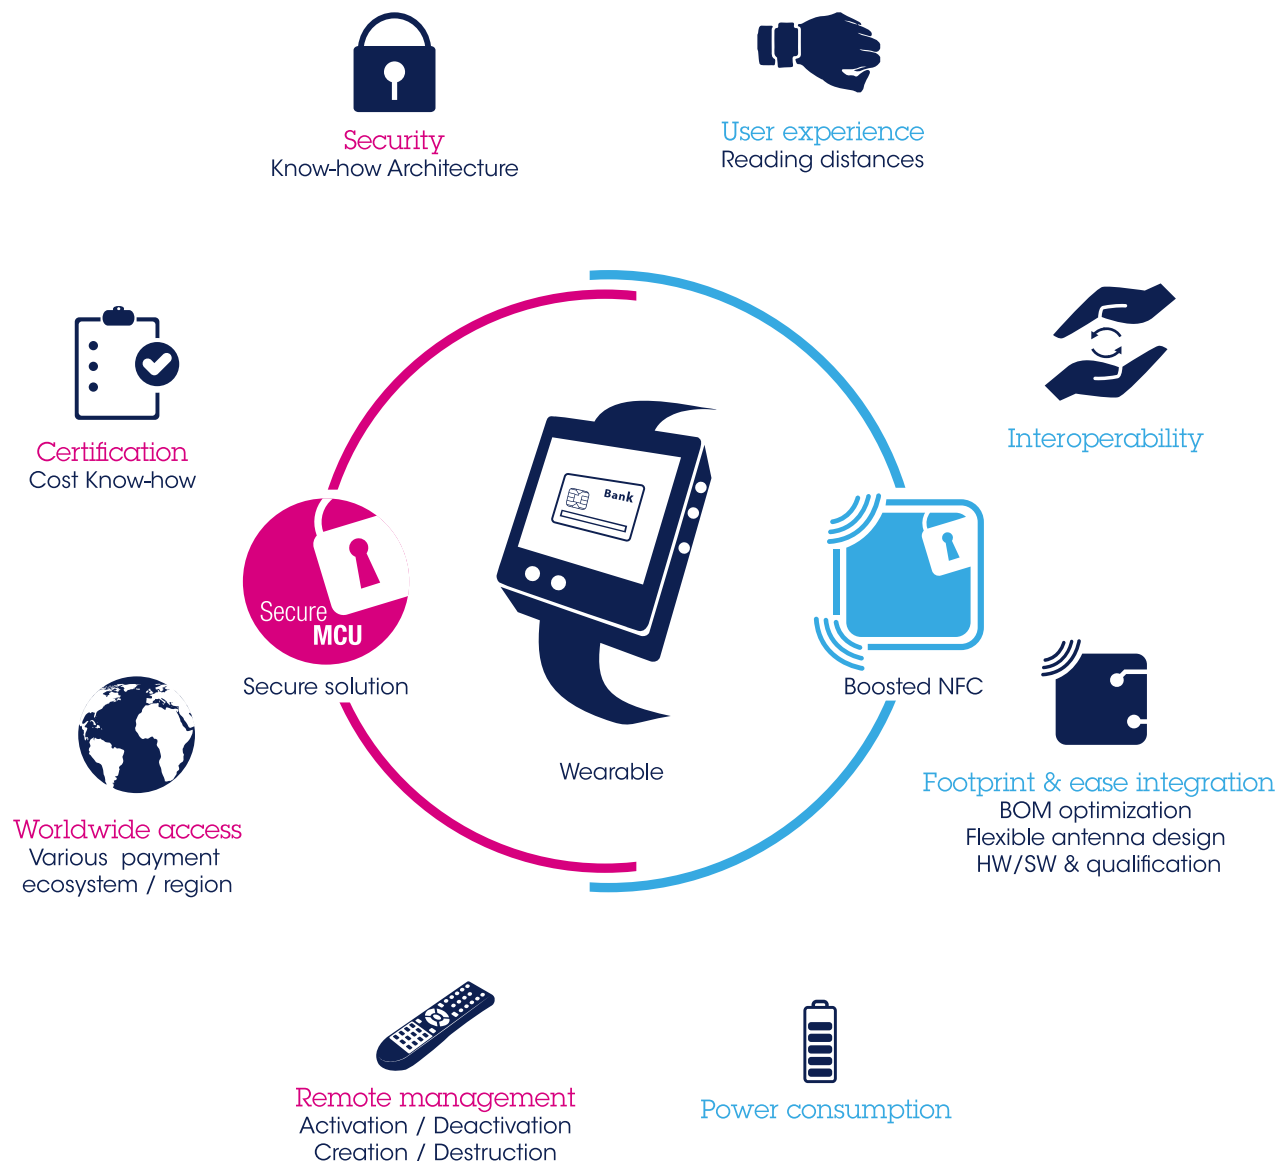 Security
Know-how Architecture
User experience
Reading distances
Certification
Cost Know-how
Interoperability
Bank
Secure
MCU
Secure solution
Boosted NFC
Wearable
Worldwide access
Various payment
ecosystem / region
Footprint & ease integration
BOM optimization
Flexible antenna design
HW/SW & qualification
Remote management
Activation / Deactivation
Creation / Destruction
Power consumption